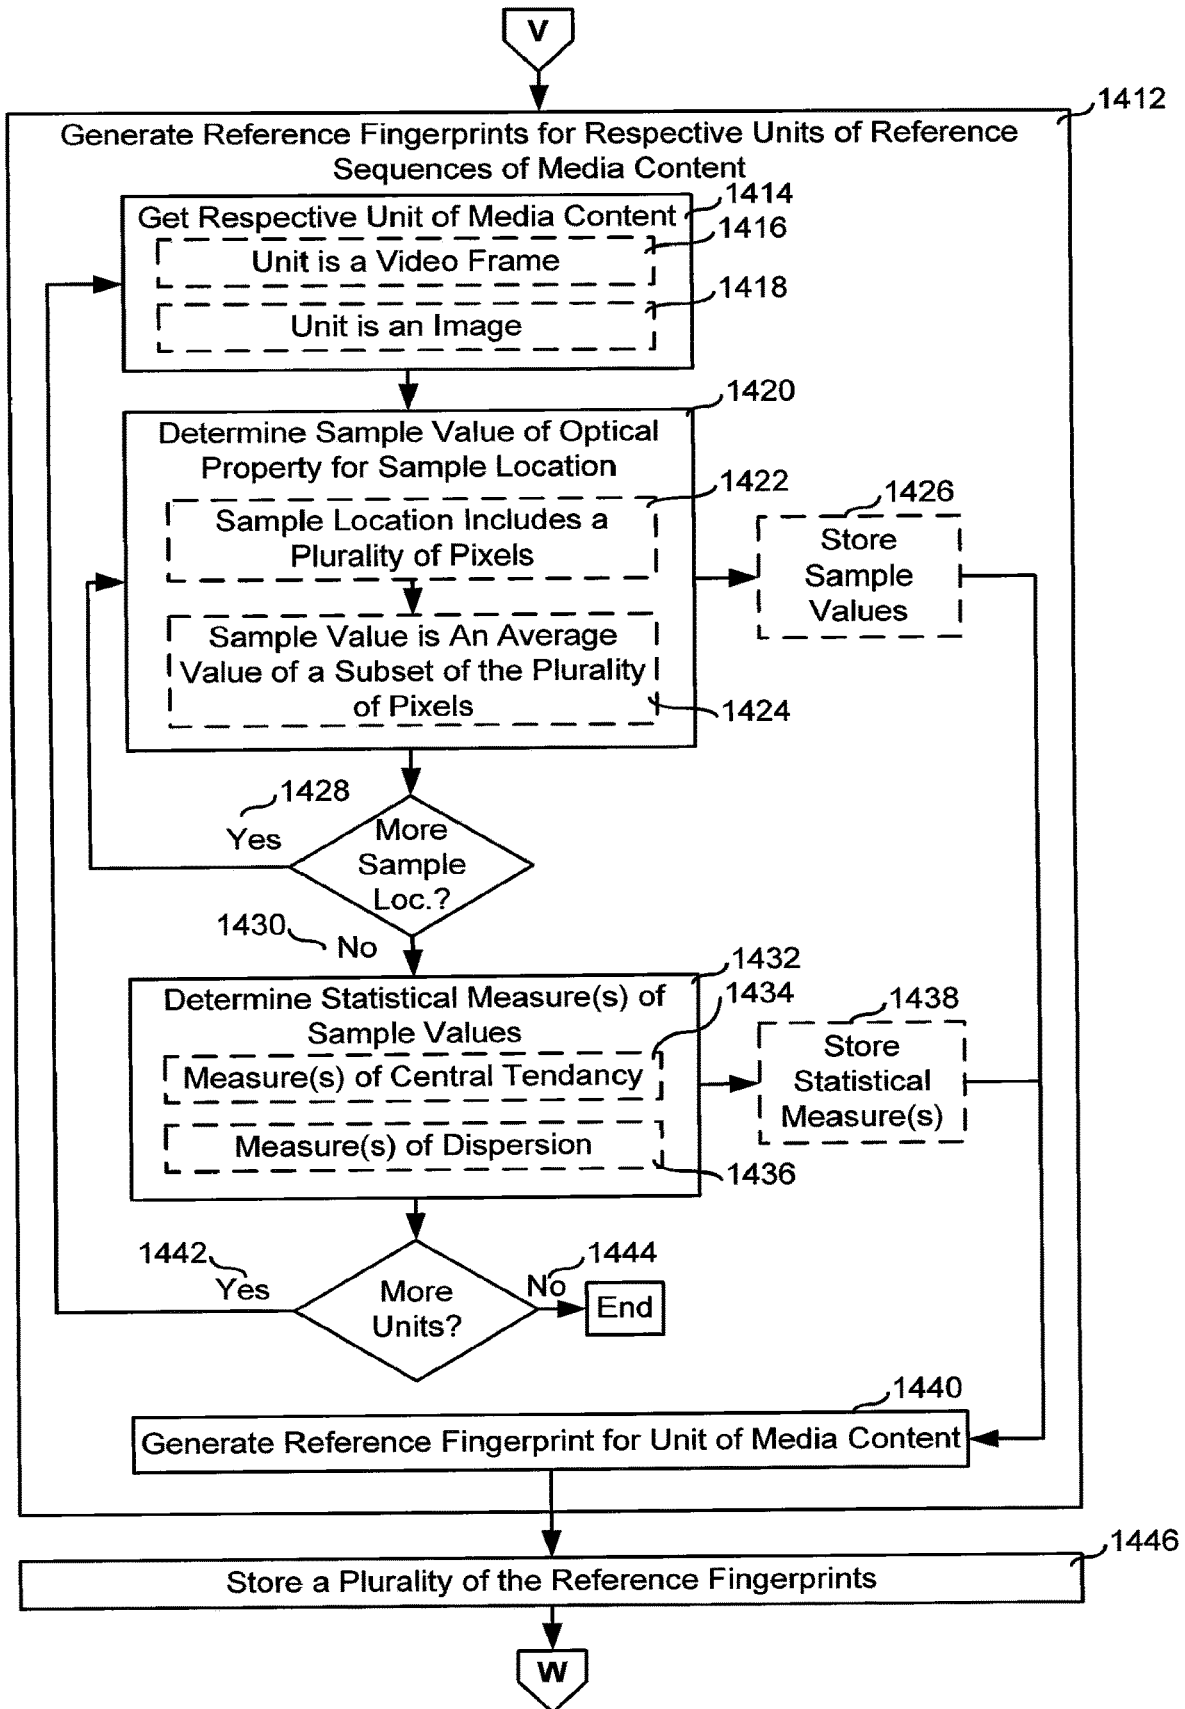 V
1412
Generate Reference Fingerprints for Respective Units of Reference
Sequences of Media Content
1414
Get Respective Unit of Media Content
1416
Unit is a Video Frame
1418
Unit is an Image
1420
Determine Sample Value of Optical
Property for Sample Location
1422
Sample Location Includes a
Plurality of Pixels
1426
Store
Sample
Values
Sample Value is An Average
Value of a Subset of the Plurality
of Pixels
1424
1428
Yes
More
Sample
Loc.?
1430
No
1432
Determine Statistical Measure(s) of
Sample Values
1434
Measure(s) of Central Tendancy
1438
Store
Statistical
Measure(s)
Measure(s) of Dispersion
1436
1442
Yes
More
Units?
1444
No
End
1440
Generate Reference Fingerprint for Unit of Media Content
1446
Store a Plurality of the Reference Fingerprints
W